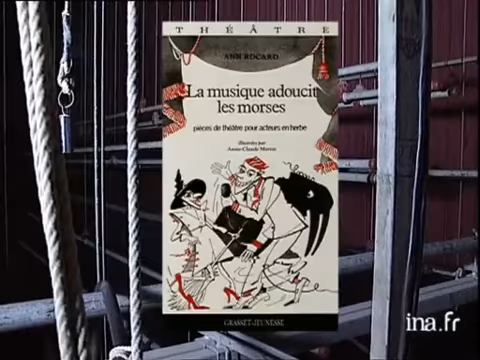 THÉÂTRE
ANN ROCARD
La musique adoucit
les morses
pièces de théâtre pour acteurs en herbe
illustrées par
Anne-Claude Martin
GRASSET-JEUNESSE
ina.fr